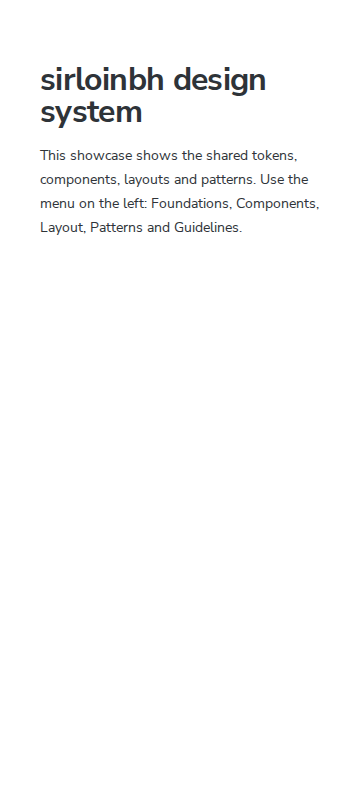 sirloinbh design
system
This showcase shows the shared tokens,
components, layouts and patterns. Use the
menu on the left: Foundations, Components,
Layout, Patterns and Guidelines.